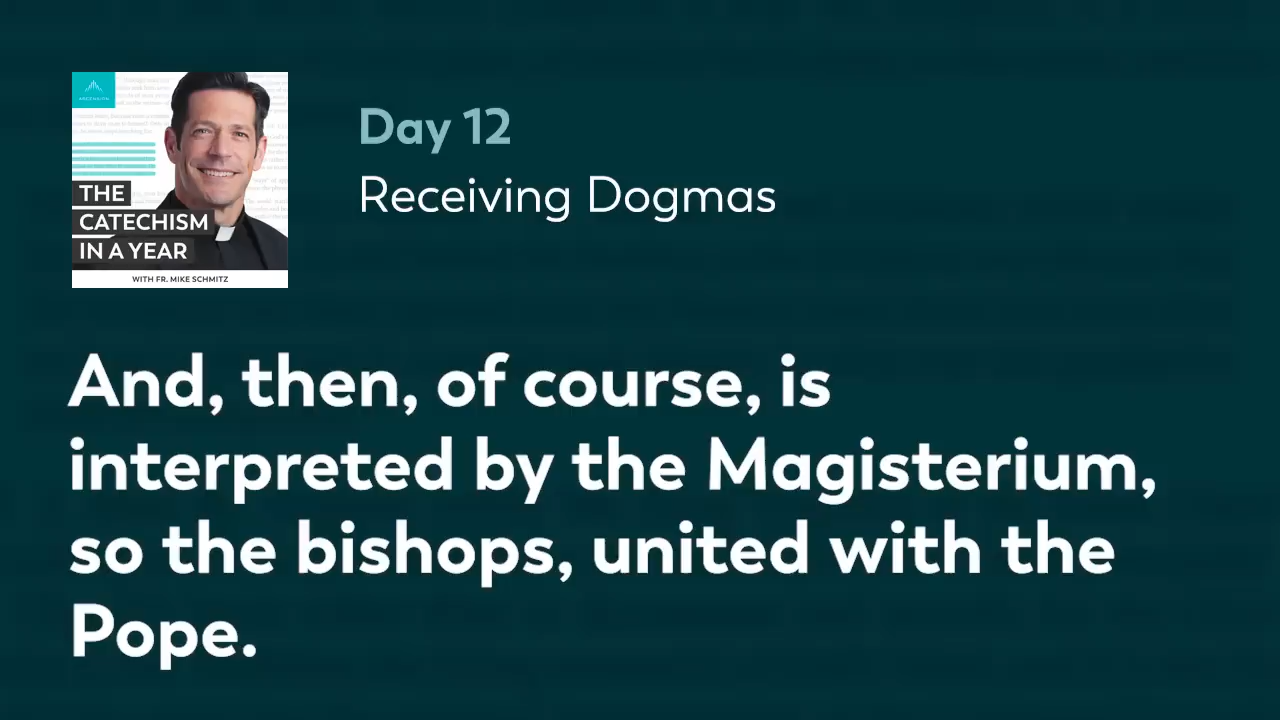 ASCENSION
THE
CATECHISM
IN A YEAR
WITH FR. MIKE SCHMITZ
Day 12
Receiving Dogmas
And, then, of course, is
interpreted by the Magisterium,
so the bishops, united with the
Pope.